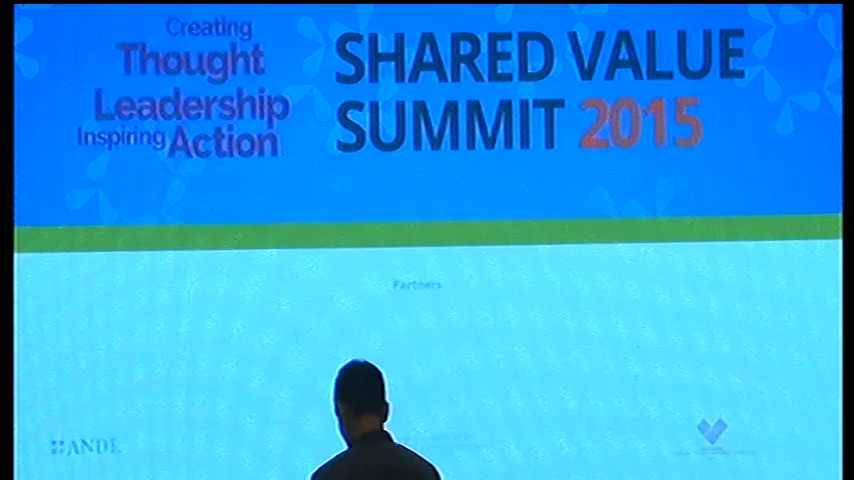 Creating
Thought
Leadership
Inspiring Action
SHARED VALUE
SUMMIT 2015
Partners
ANDE